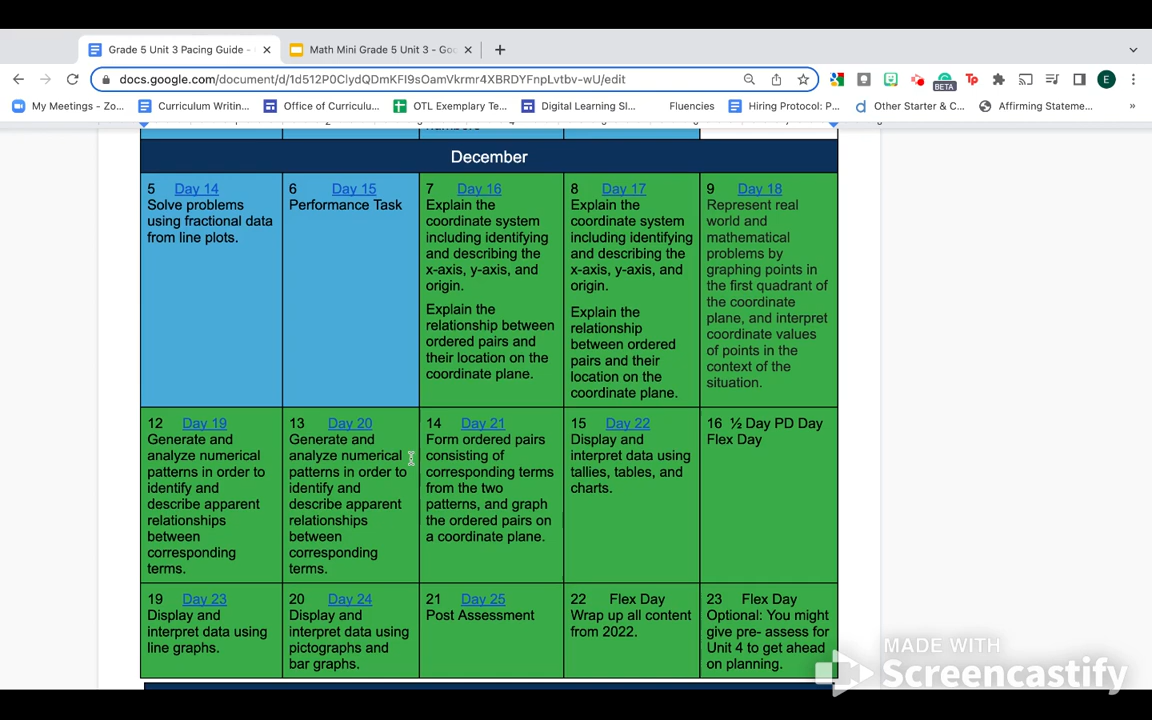 Grade 5 Unit 3 Pacing Guide -
Math Mini Grade 5 Unit 3 - Goo
docs.google.com/document/d/1d512P0ClydQDmKFI9sOamVkrmr4XBRDYFnpLvtbv-wU/edit
BETA
E
My Meetings - Zo...
Curriculum Writin...
Office of Curriculu...
OTL Exemplary Te...
Digital Learning Sl...
Fluencies
Hiring Protocol: P...
Other Starter & C...
Affirming Stateme...
numbers
December
5 Day 14
Solve problems
using fractional data
from line plots.
6 Day 15
Performance Task
7 Day 16
Explain the
coordinate system
including identifying
and describing the
x-axis, y-axis, and
origin.
Explain the
relationship between
ordered pairs and
their location on the
coordinate plane.
8 Day 17
Explain the
coordinate system
including identifying
and describing the
x-axis, y-axis, and
origin.
Explain the
relationship
between ordered
pairs and their
location on the
coordinate plane.
9 Day 18
Represent real
world and
mathematical
problems by
graphing points in
the first quadrant of
the coordinate
plane, and interpret
coordinate values
of points in the
context of the
situation.
12 Day 19
Generate and
analyze numerical
patterns in order to
identify and
describe apparent
relationships
between
corresponding
terms.
13 Day 20
Generate and
analyze numerical
patterns in order to
identify and
describe apparent
relationships
between
corresponding
terms.
14 Day 21
Form ordered pairs
consisting of
corresponding terms
from the two
patterns, and graph
the ordered pairs on
a coordinate plane.
15 Day 22
Display and
interpret data using
tallies, tables, and
charts.
16 ½ Day PD Day
Flex Day
19 Day 23
Display and
interpret data using
line graphs.
20 Day 24
Display and
interpret data using
pictographs and
bar graphs.
21 Day 25
Post Assessment
22 Flex Day
Wrap up all content
from 2022.
23 Flex Day
Optional: You might
give pre- assess for
Unit 4 to get ahead
on planning.
MADE WITH
Screencastify